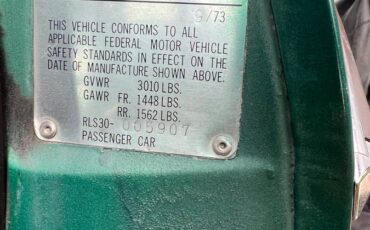 9/73
THIS VEHICLE CONFORMS TO ALL
APPLICABLE FEDERAL MOTOR VEHICLE
SAFETY STANDARDS IN EFFECT ON THE
DATE OF MANUFACTURE SHOWN ABOVE.
GVWR 3010 LBS.
GAWR FR. 1448 LBS.
RR. 1562 LBS.
RLS30-005907
PASSENGER CAR